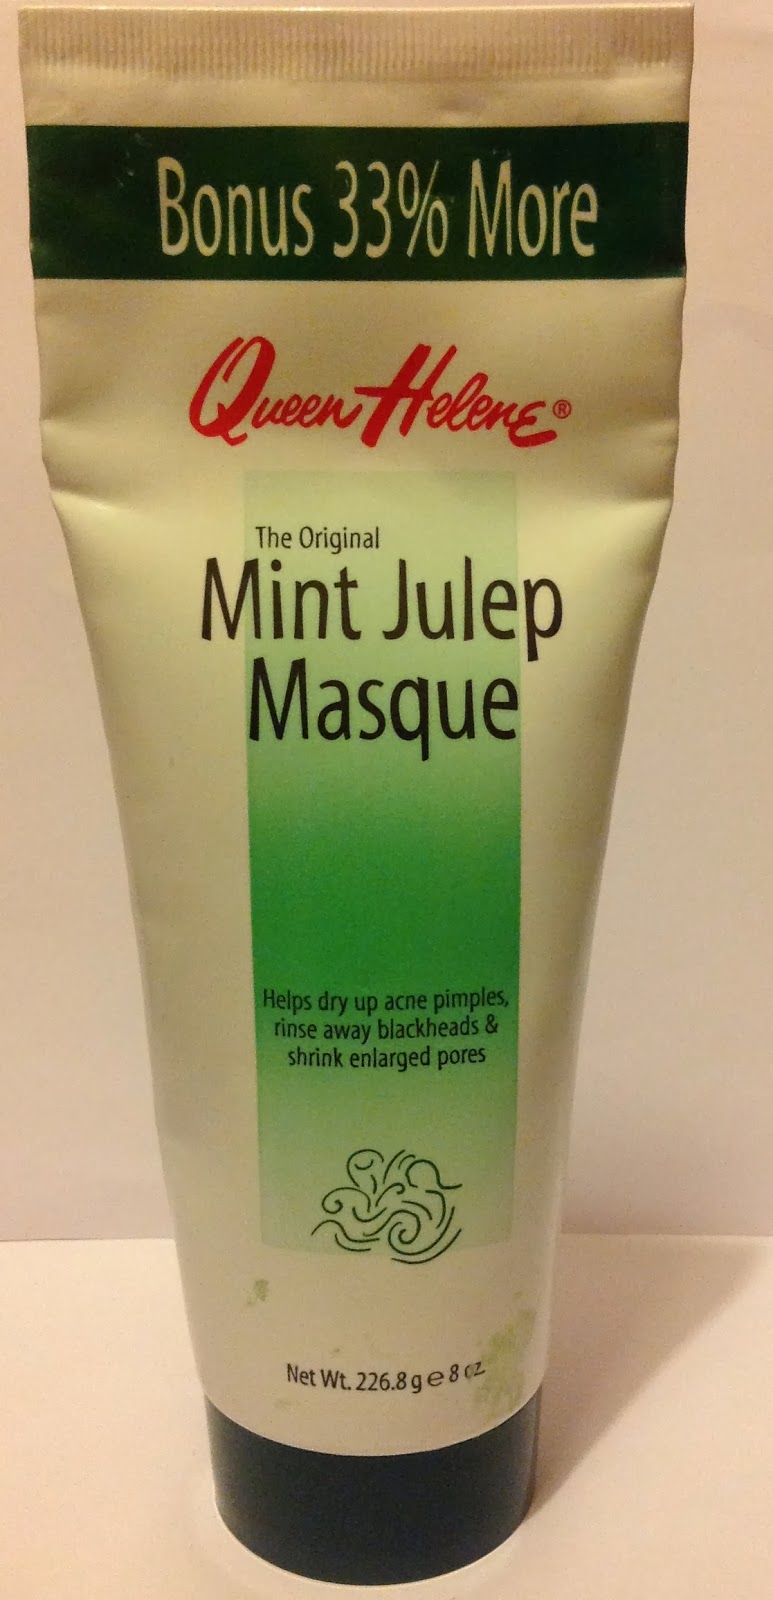 Bonus 33% More
Queen Helene®
The Original
Mint Julep
Masque
Helps dry up acne pimples,
rinse away blackheads &
shrink enlarged pores
Net Wt. 226.8 g ℮ 8 oz